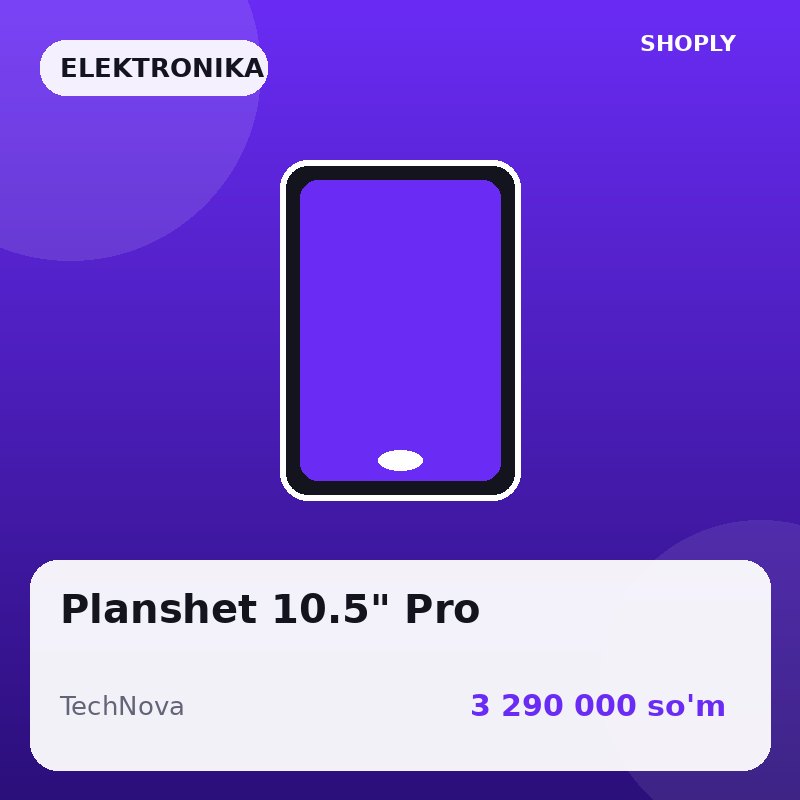 ELEKTRONIKA
SHOPLY
Planshet 10.5" Pro
TechNova
3 290 000 so'm